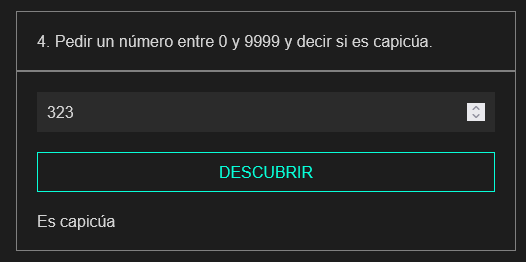 4. Pedir un número entre 0 y 9999 y decir si es capicúa.
323
DESCUBRIR
Es capicúa